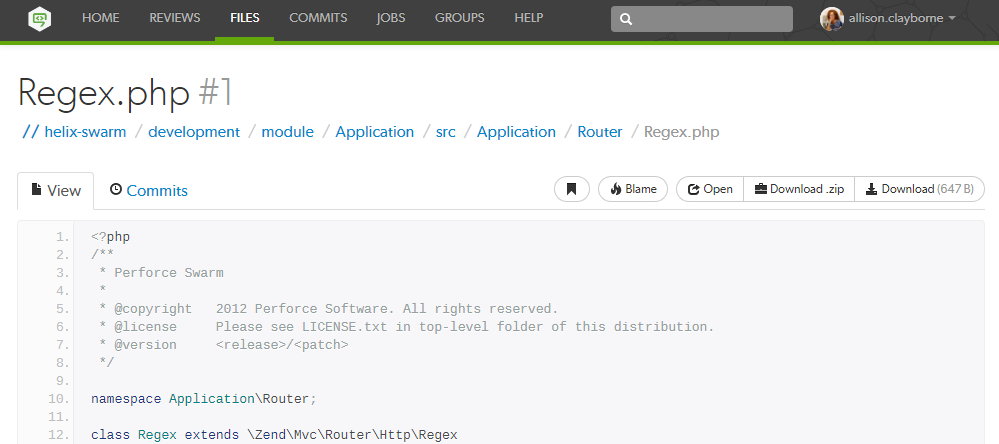 HOME REVIEWS FILES COMMITS JOBS GROUPS HELP allison.clayborne
Regex.php #1
// helix-swarm / development / module / Application / src / Application / Router / Regex.php
View Commits Blame Open Download .zip Download (647 B)
1. <?php
2. /**
3. * Perforce Swarm
4. *
5. * @copyright 2012 Perforce Software. All rights reserved.
6. * @license Please see LICENSE.txt in top-level folder of this distribution.
7. * @version <release>/<patch>
8. */
9.
10. namespace Application\Router;
11.
12. class Regex extends \Zend\Mvc\Router\Http\Regex